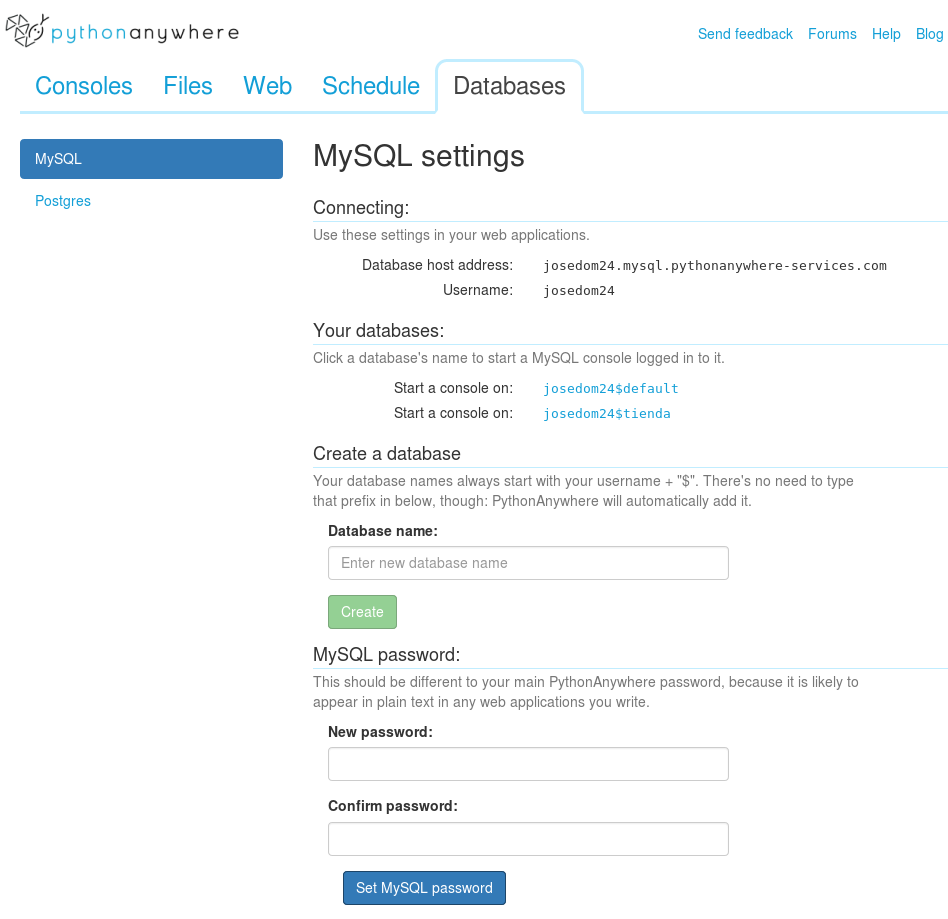 pythonanywhere
Send feedback Forums Help Blog
Consoles Files Web Schedule Databases
MySQL
Postgres
MySQL settings
Connecting:
Use these settings in your web applications.
Database host address: josedom24.mysql.pythonanywhere-services.com
Username: josedom24
Your databases:
Click a database's name to start a MySQL console logged in to it.
Start a console on: josedom24$default
Start a console on: josedom24$tienda
Create a database
Your database names always start with your username + "$". There's no need to type
that prefix in below, though: PythonAnywhere will automatically add it.
Database name:
Enter new database name
Create
MySQL password:
This should be different to your main PythonAnywhere password, because it is likely to
appear in plain text in any web applications you write.
New password:
Confirm password:
Set MySQL password